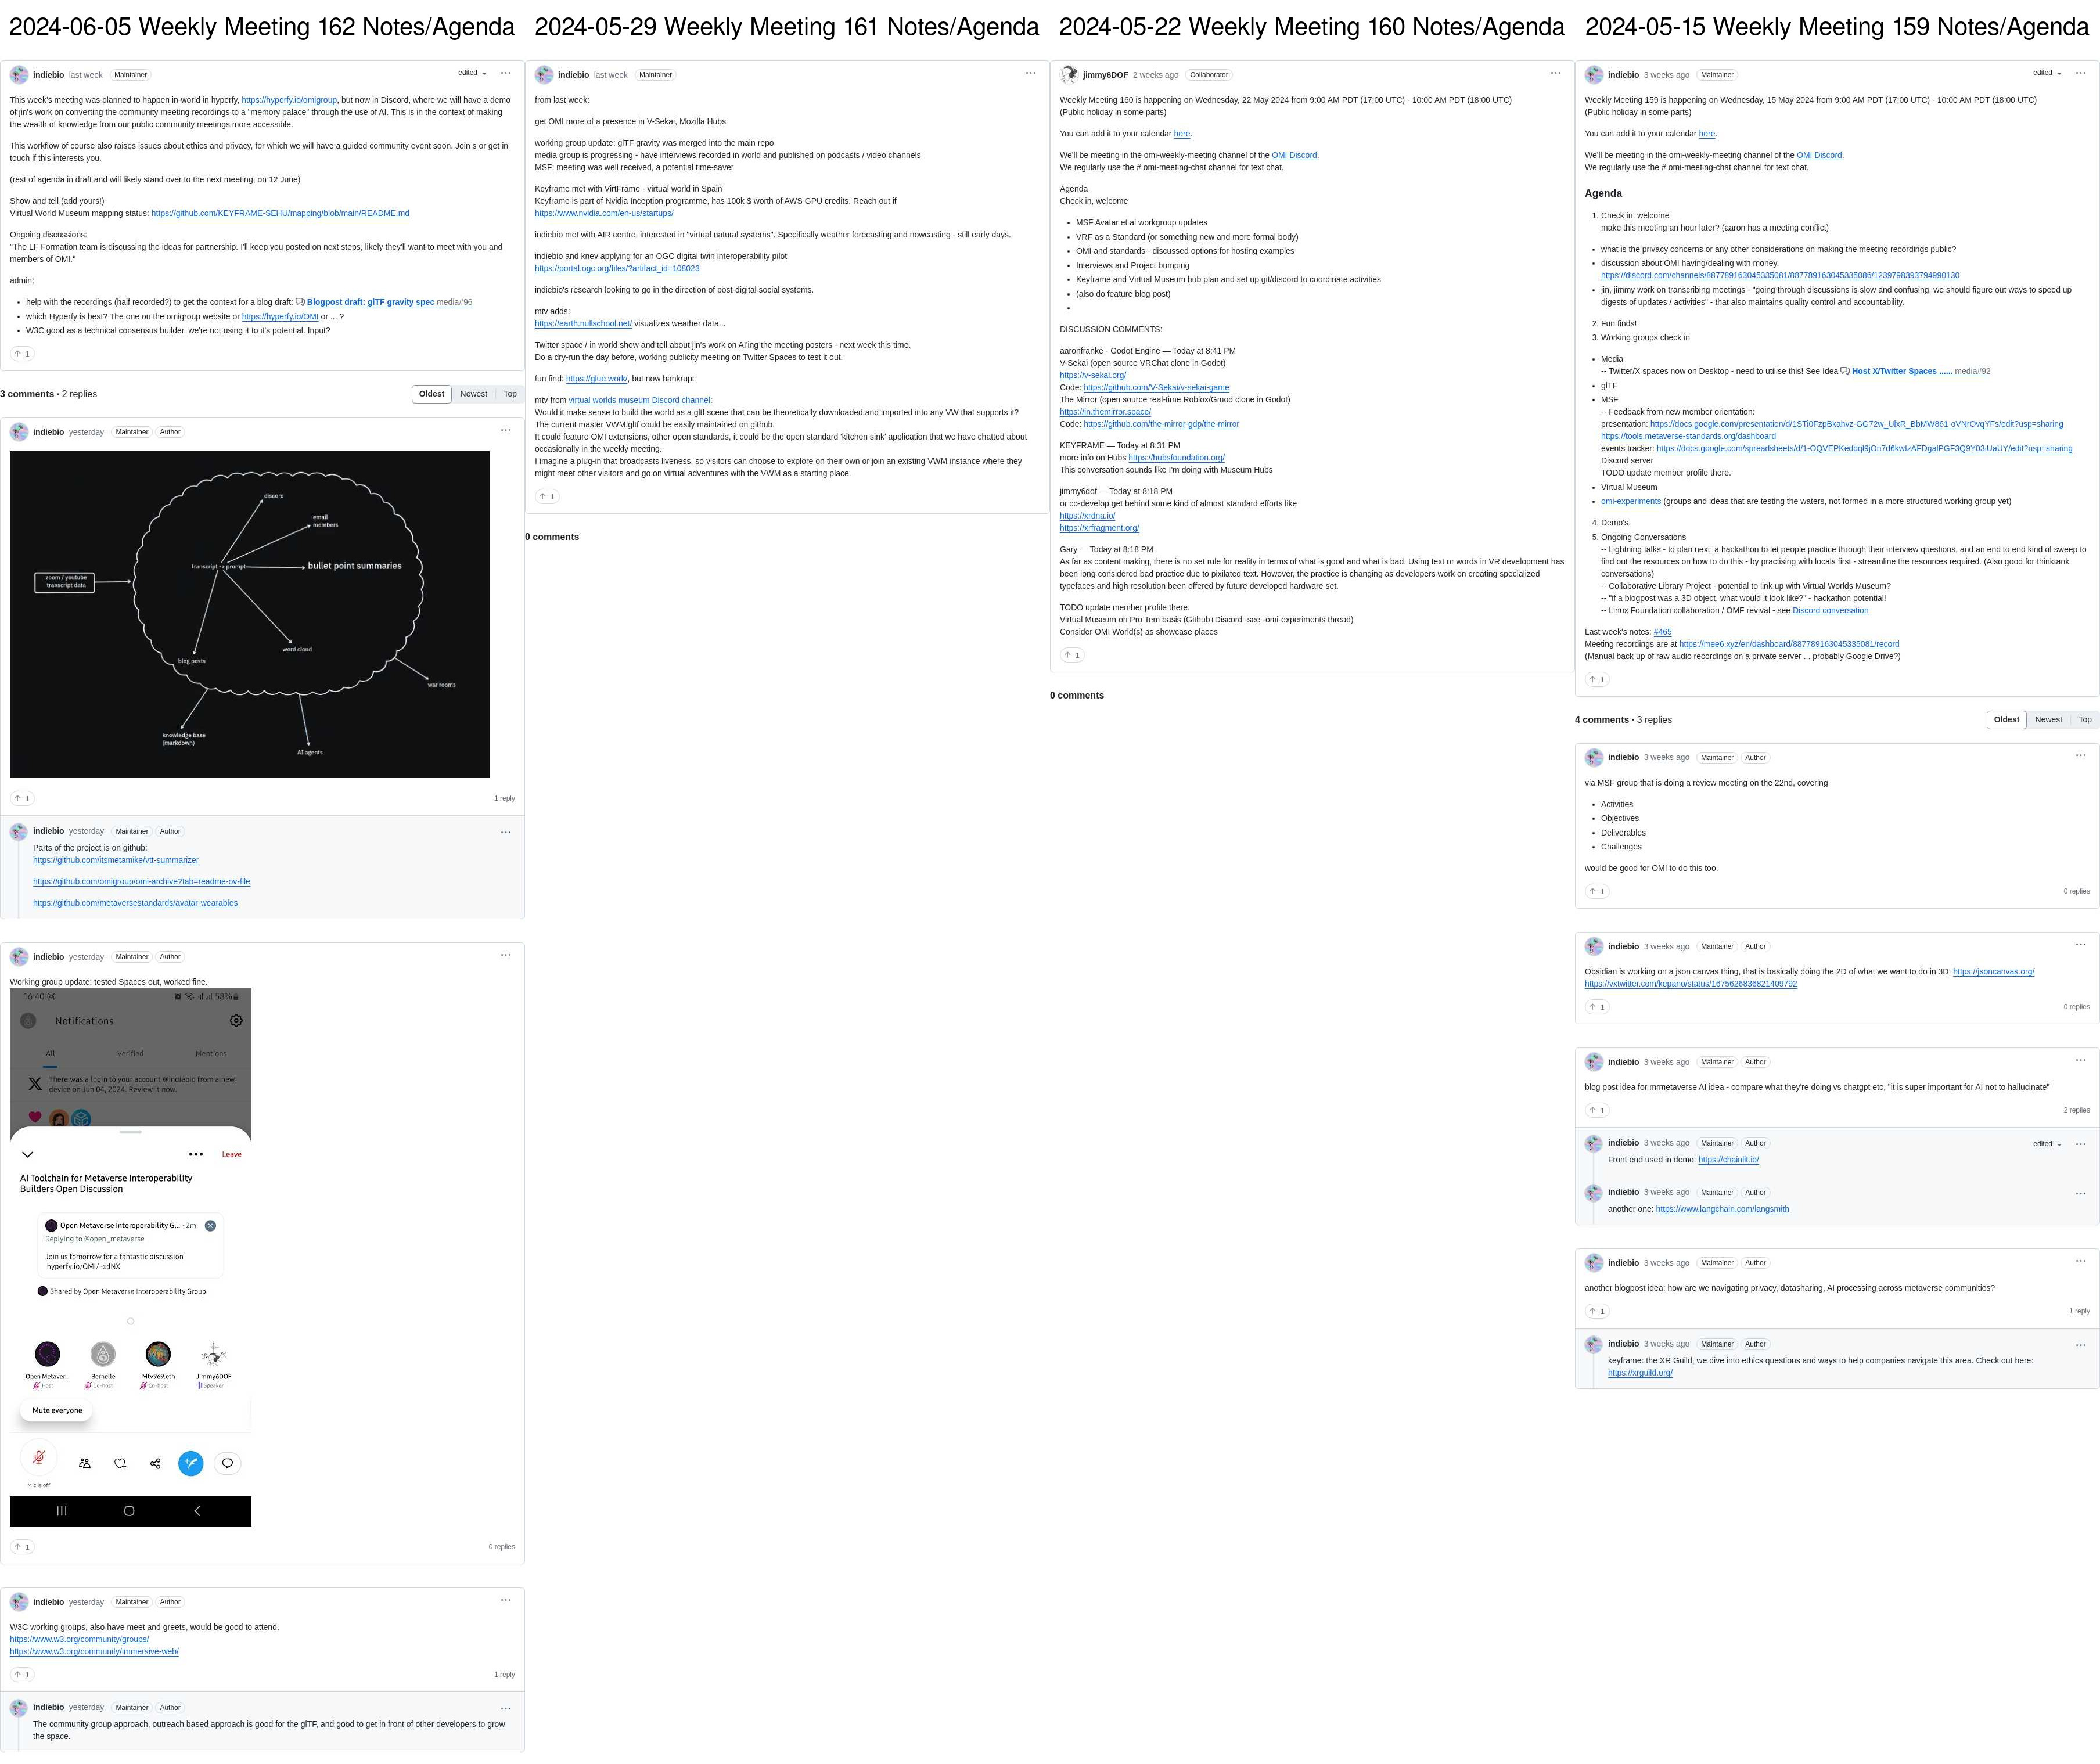 2024-06-05 Weekly Meeting 162 Notes/Agenda
indiebio last week Maintainer edited
This week's meeting was planned to happen in-world in hyperfy, https://hyperfy.io/omigroup, but now in Discord, where we will have a demo
of jin's work on converting the community meeting recordings to a "memory palace" through the use of AI. This is in the context of making
the wealth of knowledge from our public community meetings more accessible.
This workflow of course also raises issues about ethics and privacy, for which we will have a guided community event soon. Join s or get in
touch if this interests you.
(rest of agenda in draft and will likely stand over to the next meeting, on 12 June)
Show and tell (add yours!)
Virtual World Museum mapping status: https://github.com/KEYFRAME-SEHU/mapping/blob/main/README.md
Ongoing discussions:
"The LF Formation team is discussing the ideas for partnership. I'll keep you posted on next steps, likely they'll want to meet with you and
members of OMI."
admin:
• help with the recordings (half recorded?) to get the context for a blog draft: Blogpost draft: glTF gravity spec media#96
• which Hyperfy is best? The one on the omigroup website or https://hyperfy.io/OMI or ... ?
• W3C good as a technical consensus builder, we're not using it to it's potential. Input?
↑ 1
3 comments · 2 replies
Oldest Newest Top
indiebio yesterday Maintainer Author
discord
email
members
transcript -> prompt
bullet point summaries
zoom / youtube
transcript data
word cloud
blog posts
war rooms
knowledge base
(markdown)
AI agents
↑ 1 1 reply
indiebio yesterday Maintainer Author
Parts of the project is on github:
https://github.com/itsmetamike/vtt-summarizer
https://github.com/omigroup/omi-archive?tab=readme-ov-file
https://github.com/metaversestandards/avatar-wearables
indiebio yesterday Maintainer Author
Working group update: tested Spaces out, worked fine.
16:40 58%
Notifications
All Verified Mentions
There was a login to your account @indiebio from a new
device on Jun 04, 2024. Review it now.
Leave
AI Toolchain for Metaverse Interoperability
Builders Open Discussion
Open Metaverse Interoperability G... · 2m
Replying to @open_metaverse
Join us tomorrow for a fantastic discussion
hyperfy.io/OMI/~xdNX
Shared by Open Metaverse Interoperability Group
Open Metaver... Bernelle Mtv969.eth Jimmy6DOF
Host Co-host Co-host Speaker
Mute everyone
Mic is off
↑ 1 0 replies
indiebio yesterday Maintainer Author
W3C working groups, also have meet and greets, would be good to attend.
https://www.w3.org/community/groups/
https://www.w3.org/community/immersive-web/
↑ 1 1 reply
indiebio yesterday Maintainer Author
The community group approach, outreach based approach is good for the glTF, and good to get in front of other developers to grow
the space.
2024-05-29 Weekly Meeting 161 Notes/Agenda
indiebio last week Maintainer
from last week:
get OMI more of a presence in V-Sekai, Mozilla Hubs
working group update: glTF gravity was merged into the main repo
media group is progressing - have interviews recorded in world and published on podcasts / video channels
MSF: meeting was well received, a potential time-saver
Keyframe met with VirtFrame - virtual world in Spain
Keyframe is part of Nvidia Inception programme, has 100k $ worth of AWS GPU credits. Reach out if
https://www.nvidia.com/en-us/startups/
indiebio met with AIR centre, interested in "virtual natural systems". Specifically weather forecasting and nowcasting - still early days.
indiebio and knev applying for an OGC digital twin interoperability pilot
https://portal.ogc.org/files/?artifact_id=108023
indiebio's research looking to go in the direction of post-digital social systems.
mtv adds:
https://earth.nullschool.net/ visualizes weather data...
Twitter space / in world show and tell about jin's work on AI'ing the meeting posters - next week this time.
Do a dry-run the day before, working publicity meeting on Twitter Spaces to test it out.
fun find: https://glue.work/, but now bankrupt
mtv from virtual worlds museum Discord channel:
Would it make sense to build the world as a gltf scene that can be theoretically downloaded and imported into any VW that supports it?
The current master VWM.gltf could be easily maintained on github.
It could feature OMI extensions, other open standards, it could be the open standard 'kitchen sink' application that we have chatted about
occasionally in the weekly meeting.
I imagine a plug-in that broadcasts liveness, so visitors can choose to explore on their own or join an existing VWM instance where they
might meet other visitors and go on virtual adventures with the VWM as a starting place.
↑ 1
0 comments
2024-05-22 Weekly Meeting 160 Notes/Agenda
jimmy6DOF 2 weeks ago Collaborator
Weekly Meeting 160 is happening on Wednesday, 22 May 2024 from 9:00 AM PDT (17:00 UTC) - 10:00 AM PDT (18:00 UTC)
(Public holiday in some parts)
You can add it to your calendar here.
We'll be meeting in the omi-weekly-meeting channel of the OMI Discord.
We regularly use the # omi-meeting-chat channel for text chat.
Agenda
Check in, welcome
• MSF Avatar et al workgroup updates
• VRF as a Standard (or something new and more formal body)
• OMI and standards - discussed options for hosting examples
• Interviews and Project bumping
• Keyframe and Virtual Museum hub plan and set up git/discord to coordinate activities
• (also do feature blog post)
•
DISCUSSION COMMENTS:
aaronfranke - Godot Engine — Today at 8:41 PM
V-Sekai (open source VRChat clone in Godot)
https://v-sekai.org/
Code: https://github.com/V-Sekai/v-sekai-game
The Mirror (open source real-time Roblox/Gmod clone in Godot)
https://in.themirror.space/
Code: https://github.com/the-mirror-gdp/the-mirror
KEYFRAME — Today at 8:31 PM
more info on Hubs https://hubsfoundation.org/
This conversation sounds like I'm doing with Museum Hubs
jimmy6dof — Today at 8:18 PM
or co-develop get behind some kind of almost standard efforts like
https://xrdna.io/
https://xrfragment.org/
Gary — Today at 8:18 PM
As far as content making, there is no set rule for reality in terms of what is good and what is bad. Using text or words in VR development has
been long considered bad practice due to pixilated text. However, the practice is changing as developers work on creating specialized
typefaces and high resolution been offered by future developed hardware set.
TODO update member profile there.
Virtual Museum on Pro Tem basis (Github+Discord -see -omi-experiments thread)
Consider OMI World(s) as showcase places
↑ 1
0 comments
2024-05-15 Weekly Meeting 159 Notes/Agenda
indiebio 3 weeks ago Maintainer edited
Weekly Meeting 159 is happening on Wednesday, 15 May 2024 from 9:00 AM PDT (17:00 UTC) - 10:00 AM PDT (18:00 UTC)
(Public holiday in some parts)
You can add it to your calendar here.
We'll be meeting in the omi-weekly-meeting channel of the OMI Discord.
We regularly use the # omi-meeting-chat channel for text chat.
Agenda
1. Check in, welcome
make this meeting an hour later? (aaron has a meeting conflict)
• what is the privacy concerns or any other considerations on making the meeting recordings public?
• discussion about OMI having/dealing with money.
https://discord.com/channels/887789163045335081/887789163045335086/1239798393794990130
• jin, jimmy work on transcribing meetings - "going through discussions is slow and confusing, we should figure out ways to speed up
digests of updates / activities" - that also maintains quality control and accountability.
2. Fun finds!
3. Working groups check in
• Media
-- Twitter/X spaces now on Desktop - need to utilise this! See Idea Host X/Twitter Spaces ...... media#92
• glTF
• MSF
-- Feedback from new member orientation:
presentation: https://docs.google.com/presentation/d/1STi0FzpBkahvz-GG72w_UlxR_BbMW861-oVNrOvqYFs/edit?usp=sharing
https://tools.metaverse-standards.org/dashboard
events tracker: https://docs.google.com/spreadsheets/d/1-OQVEPKeddql9jOn7d6kwIzAFDgalPGF3Q9Y03iUaUY/edit?usp=sharing
Discord server
TODO update member profile there.
• Virtual Museum
• omi-experiments (groups and ideas that are testing the waters, not formed in a more structured working group yet)
4. Demo's
5. Ongoing Conversations
-- Lightning talks - to plan next: a hackathon to let people practice through their interview questions, and an end to end kind of sweep to
find out the resources on how to do this - by practising with locals first - streamline the resources required. (Also good for thinktank
conversations)
-- Collaborative Library Project - potential to link up with Virtual Worlds Museum?
-- "if a blogpost was a 3D object, what would it look like?" - hackathon potential!
-- Linux Foundation collaboration / OMF revival - see Discord conversation
Last week's notes: #465
Meeting recordings are at https://mee6.xyz/en/dashboard/887789163045335081/record
(Manual back up of raw audio recordings on a private server ... probably Google Drive?)
↑ 1
4 comments · 3 replies
Oldest Newest Top
indiebio 3 weeks ago Maintainer Author
via MSF group that is doing a review meeting on the 22nd, covering
• Activities
• Objectives
• Deliverables
• Challenges
would be good for OMI to do this too.
↑ 1 0 replies
indiebio 3 weeks ago Maintainer Author
Obsidian is working on a json canvas thing, that is basically doing the 2D of what we want to do in 3D: https://jsoncanvas.org/
https://vxtwitter.com/kepano/status/1675626836821409792
↑ 1 0 replies
indiebio 3 weeks ago Maintainer Author
blog post idea for mrmetaverse AI idea - compare what they're doing vs chatgpt etc, "it is super important for AI not to hallucinate"
↑ 1 2 replies
indiebio 3 weeks ago Maintainer Author edited
Front end used in demo: https://chainlit.io/
indiebio 3 weeks ago Maintainer Author
another one: https://www.langchain.com/langsmith
indiebio 3 weeks ago Maintainer Author
another blogpost idea: how are we navigating privacy, datasharing, AI processing across metaverse communities?
↑ 1 1 reply
indiebio 3 weeks ago Maintainer Author
keyframe: the XR Guild, we dive into ethics questions and ways to help companies navigate this area. Check out here:
https://xrguild.org/